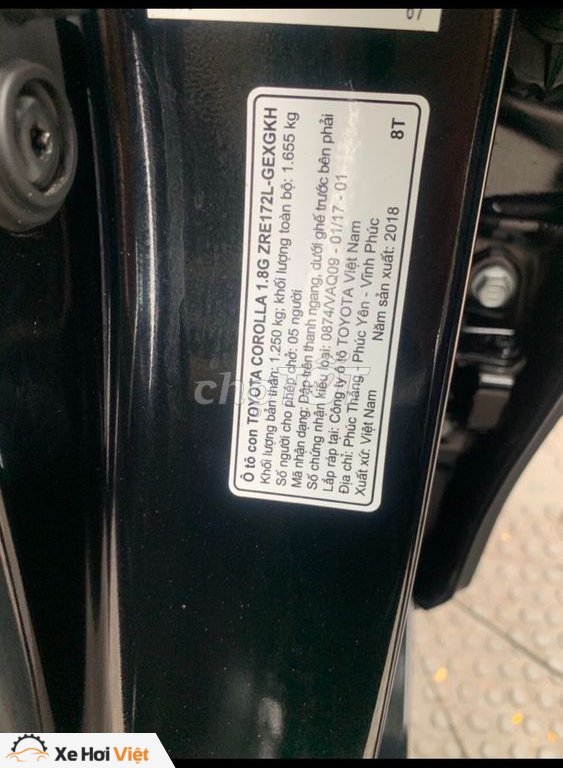 Ô tô con TOYOTA COROLLA 1.8G ZRE172L-GEXGKH
Khối lượng bản thân: 1.250 kg; khối lượng toàn bộ: 1.655 kg
Số người cho phép chở: 05 người
Mã nhận dạng: Dập trên thanh ngang, dưới ghế trước bên phải
Số chứng nhận kiểu loại: 0874/VAQ09 - 01/17 - 01
Lắp ráp tại: Công ty ô tô TOYOTA Việt Nam
Địa chỉ: Phúc Thắng - Phúc Yên - Vĩnh Phúc
Xuất xứ: Việt Nam Năm sản xuất: 2018
8T
Xe Hơi Việt